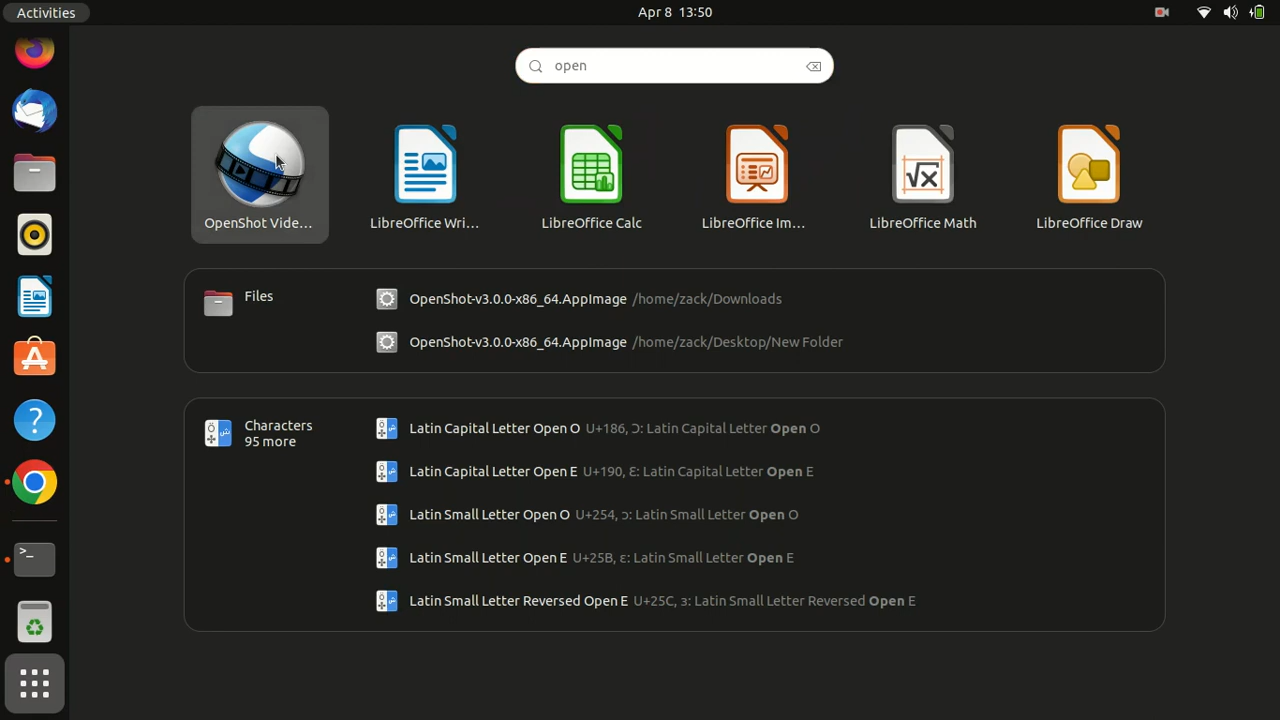 Activities
Apr 8 13:50
open
OpenShot Vide...
LibreOffice Wri...
LibreOffice Calc
LibreOffice Im...
LibreOffice Math
LibreOffice Draw
Files
OpenShot-v3.0.0-x86_64.AppImage /home/zack/Downloads
OpenShot-v3.0.0-x86_64.AppImage /home/zack/Desktop/New Folder
Characters
95 more
Latin Capital Letter Open O U+186, Ɔ: Latin Capital Letter Open O
Latin Capital Letter Open E U+190, Ɛ: Latin Capital Letter Open E
Latin Small Letter Open O U+254, ɔ: Latin Small Letter Open O
Latin Small Letter Open E U+25B, ɛ: Latin Small Letter Open E
Latin Small Letter Reversed Open E U+25C, ɜ: Latin Small Letter Reversed Open E